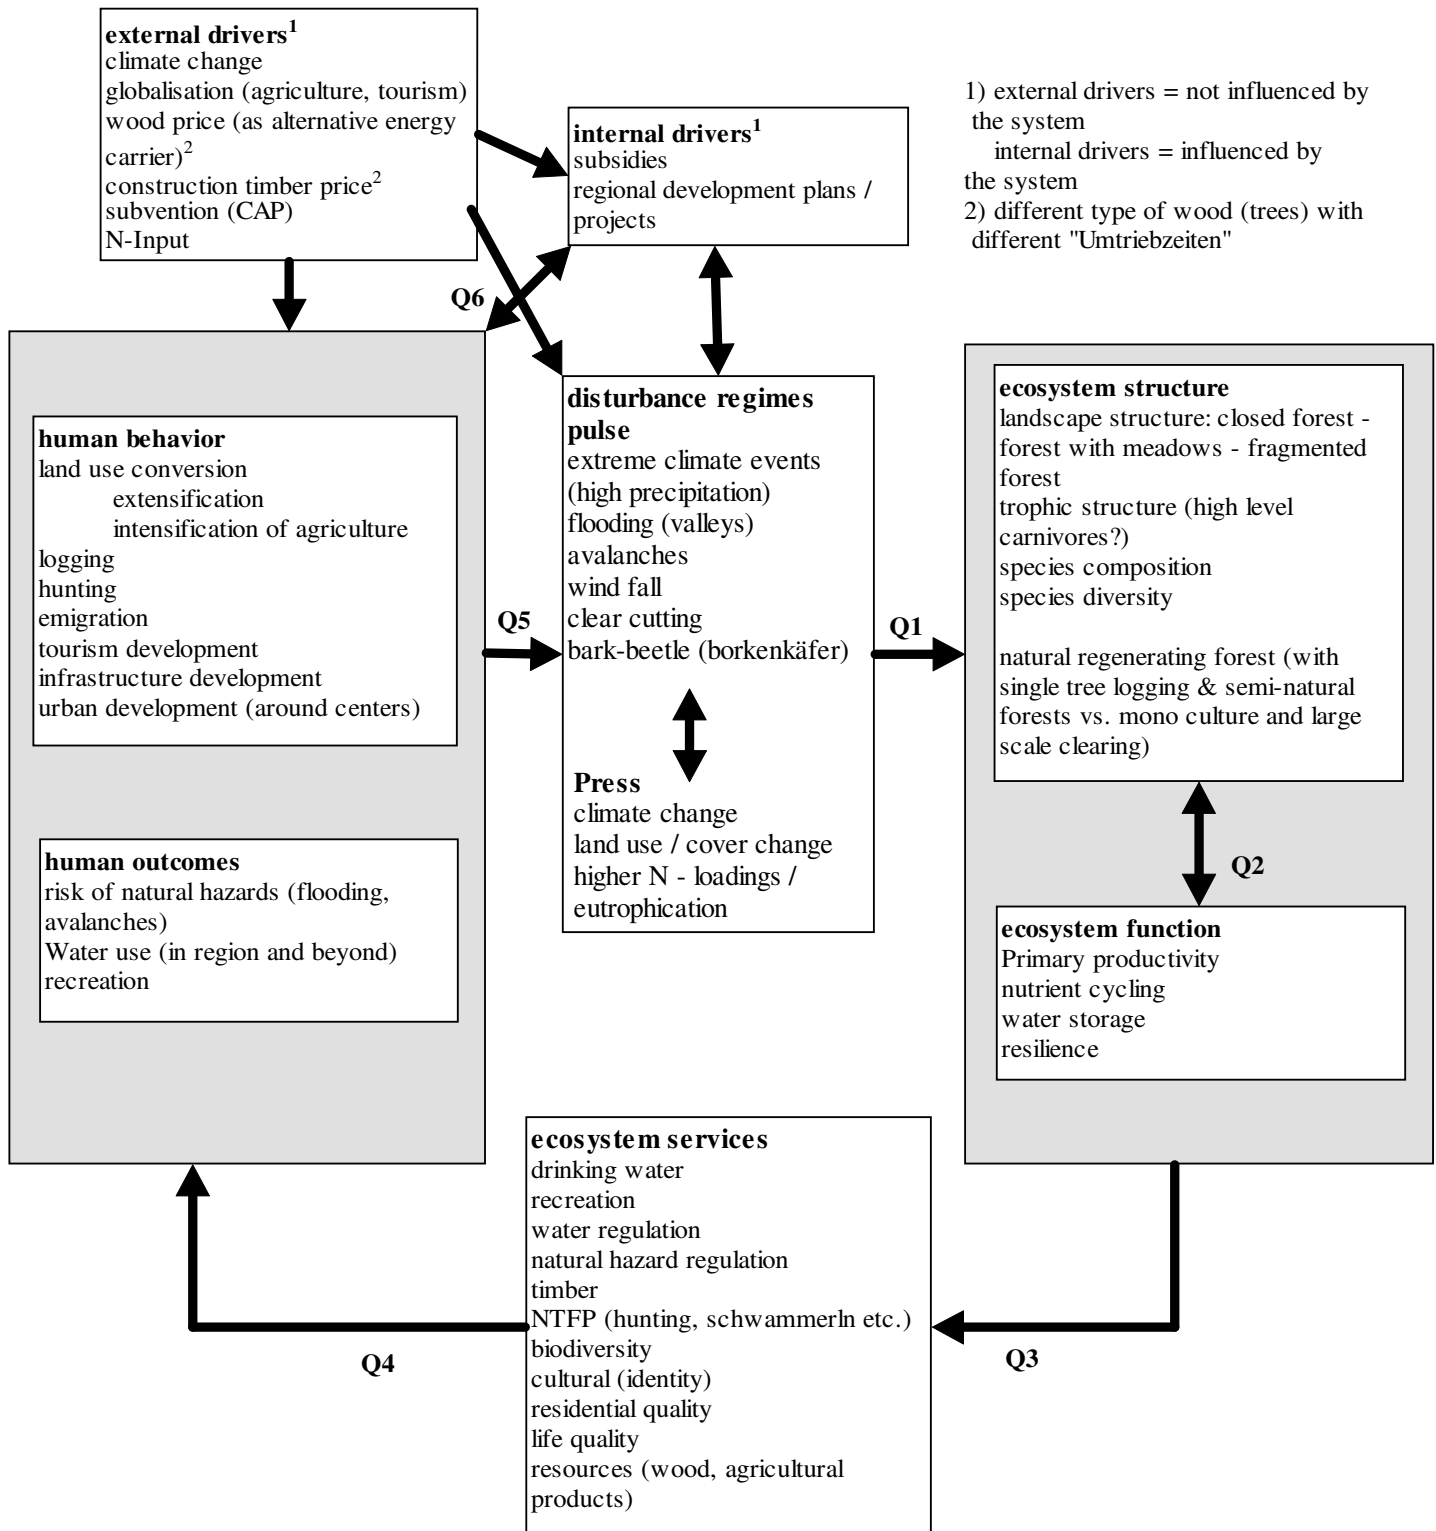 external drivers1
climate change
globalisation (agriculture, tourism)
wood price (as alternative energy
carrier)2
construction timber price2
subvention (CAP)
N-Input
internal drivers1
subsidies
regional development plans /
projects
1) external drivers = not influenced by
the system
internal drivers = influenced by
the system
2) different type of wood (trees) with
different "Umtriebzeiten"
Q6
human behavior
land use conversion
extensification
intensification of agriculture
logging
hunting
emigration
tourism development
infrastructure development
urban development (around centers)
human outcomes
risk of natural hazards (flooding,
avalanches)
Water use (in region and beyond)
recreation
Q5
disturbance regimes
pulse
extreme climate events
(high precipitation)
flooding (valleys)
avalanches
wind fall
clear cutting
bark-beetle (borkenkäfer)
Press
climate change
land use / cover change
higher N - loadings /
eutrophication
Q1
ecosystem structure
landscape structure: closed forest -
forest with meadows - fragmented
forest
trophic structure (high level
carnivores?)
species composition
species diversity
natural regenerating forest (with
single tree logging & semi-natural
forests vs. mono culture and large
scale clearing)
Q2
ecosystem function
Primary productivity
nutrient cycling
water storage
resilience
ecosystem services
drinking water
recreation
water regulation
natural hazard regulation
timber
NTFP (hunting, schwammerln etc.)
biodiversity
cultural (identity)
residential quality
life quality
resources (wood, agricultural
products)
Q4
Q3